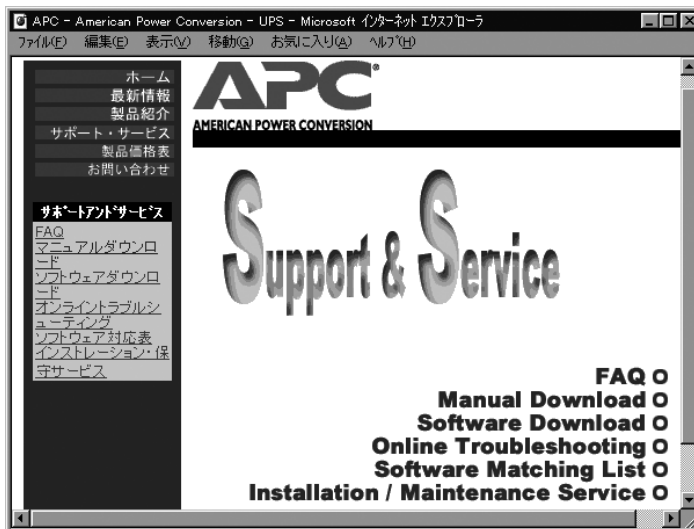 APC - American Power Conversion - UPS - Microsoft インターネット エクスプローラ
ファイル(F) 編集(E) 表示(V) 移動(G) お気に入り(A) ヘルプ(H)
ホーム
最新情報
製品紹介
サポート・サービス
製品価格表
お問い合わせ
APC®
AMERICAN POWER CONVERSION
サポートアンドサービス
FAQ
マニュアルダウンロ
ード
ソフトウェアダウンロ
ード
オンライントラブルシ
ューティング
ソフトウェア対応表
インストレーション・保
守サービス
Support & Service
FAQ
Manual Download
Software Download
Online Troubleshooting
Software Matching List
Installation / Maintenance Service